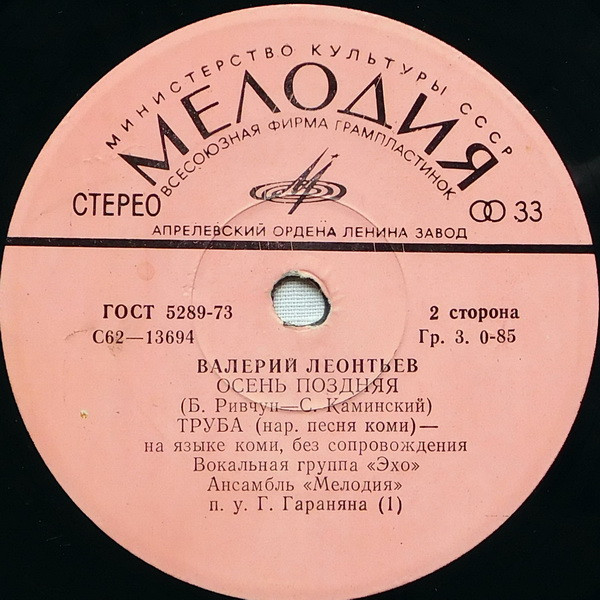 МИНИСТЕРСТВО КУЛЬТУРЫ СССР
МЕЛОДИЯ
ВСЕСОЮЗНАЯ ФИРМА ГРАМПЛАСТИНОК
СТЕРЕО
33
АПРЕЛЕВСКИЙ ОРДЕНА ЛЕНИНА ЗАВОД
ГОСТ 5289-73
2 сторона
С62—13694
Гр. 3. 0-85
ВАЛЕРИЙ ЛЕОНТЬЕВ
ОСЕНЬ ПОЗДНЯЯ
(Б. Ривчун—С. Каминский)
ТРУБА (нар. песня коми)—
на языке коми, без сопровождения
Вокальная группа «Эхо»
Ансамбль «Мелодия»
п. у. Г. Гараняна (1)